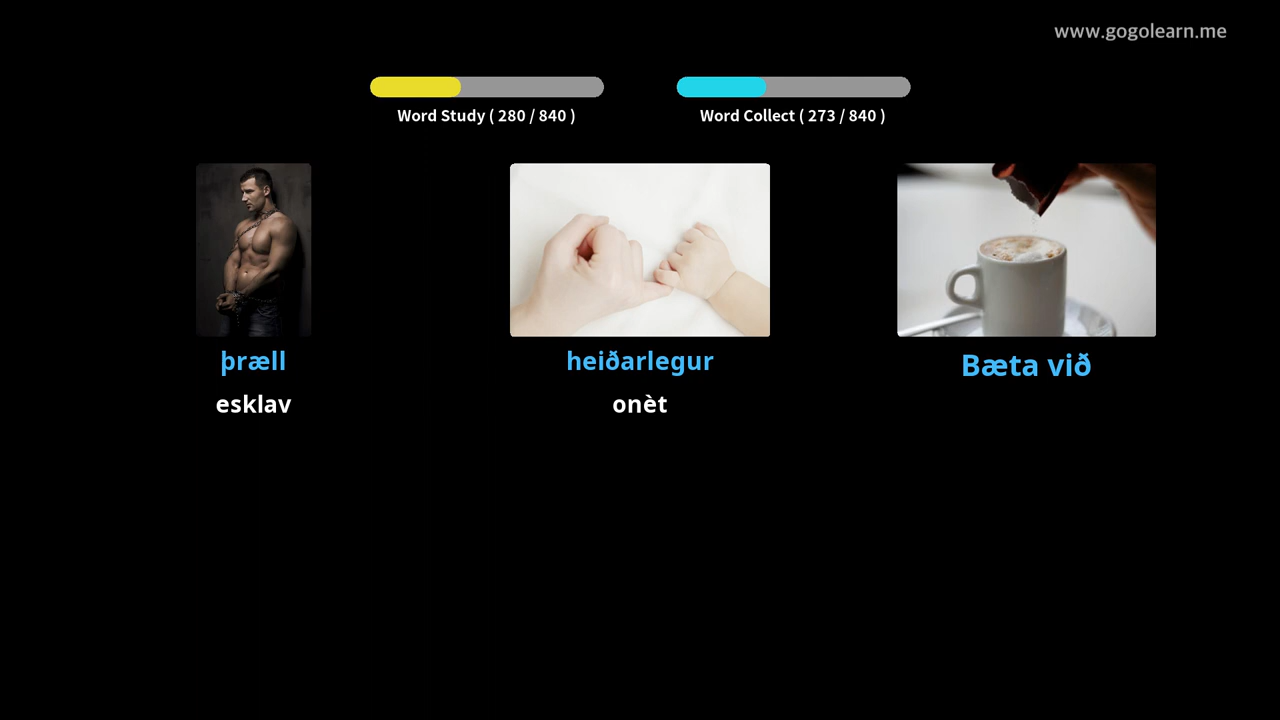 www.gogolearn.me
Word Study ( 280 / 840 )
Word Collect ( 273 / 840 )
þræll
heiðarlegur
Bæta við
esklav
onèt